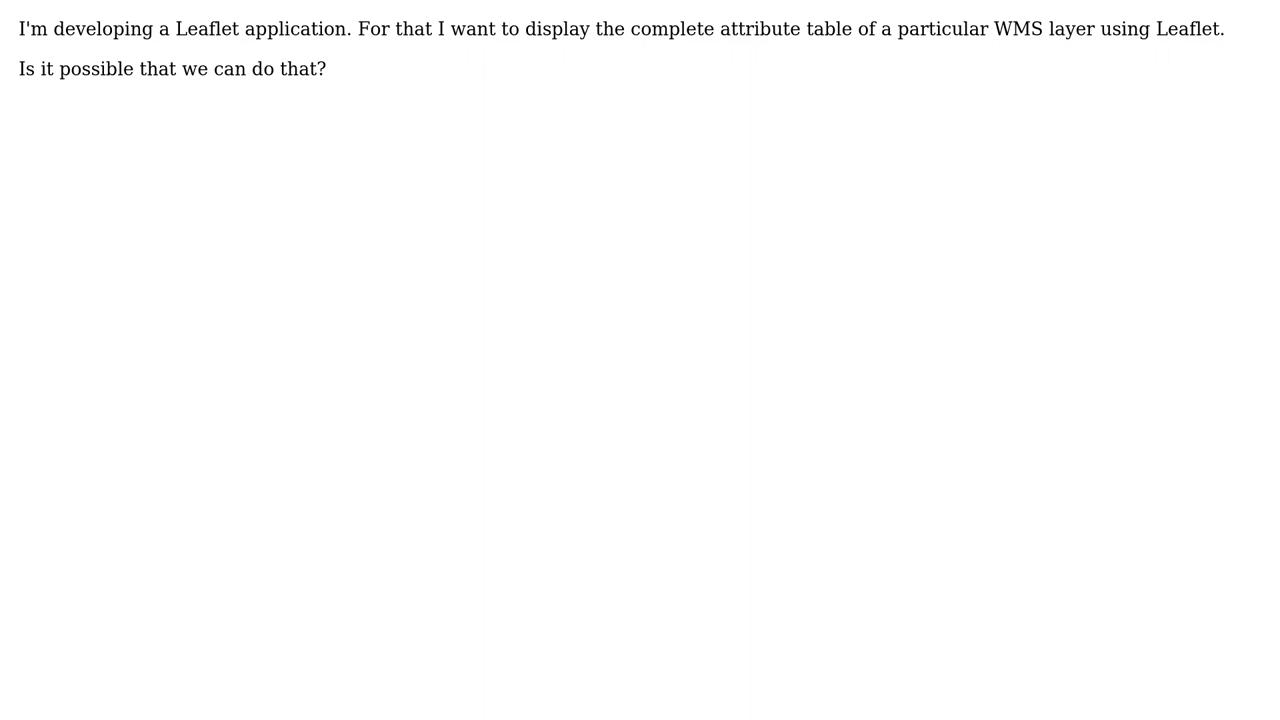 I'm developing a Leaflet application. For that I want to display the complete attribute table of a particular WMS layer using Leaflet.
Is it possible that we can do that?